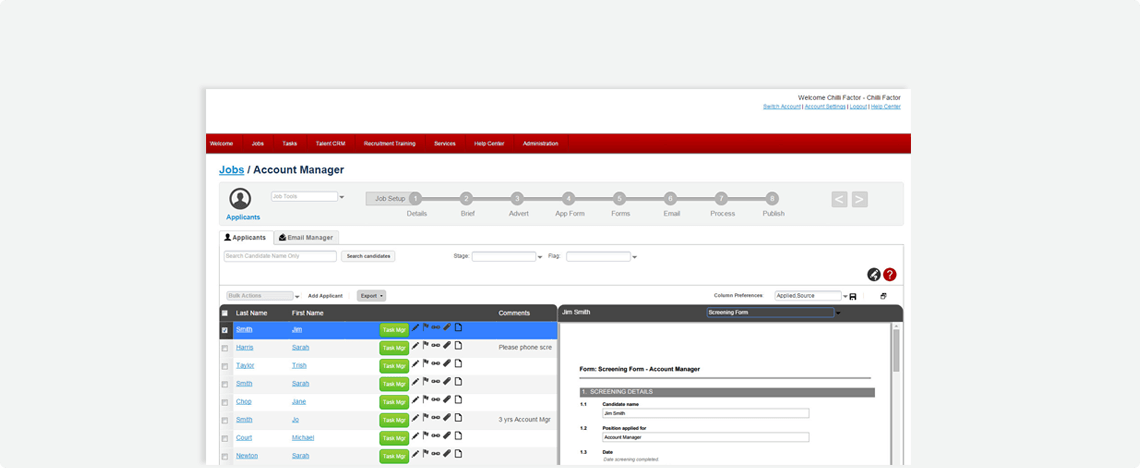 Welcome Chilli Factor - Chilli Factor
Switch Account | Account Settings | Logout | Help Center
Welcome Jobs Tasks Talent CRM Recruitment Training Services Help Center Administration
Jobs / Account Manager
Job Tools
Job Setup 1 2 3 4 5 6 7 8
< >
Details Brief Advert App Form Forms Email Process Publish
Applicants
Applicants Email Manager
Search Candidate Name Only Search candidates Stage: Flag:
?
Bulk Actions Add Applicant Export Column Preferences: Applied,Source
Last Name First Name Comments
Smith Jim Task Mgr
Harris Sarah Task Mgr Please phone scre
Taylor Trish Task Mgr
Smith Sarah Task Mgr
Chop Jane Task Mgr
Smith Jo Task Mgr 3 yrs Account Mgr
Court Michael Task Mgr
Newton Sarah Task Mgr
Jim Smith Screening Form
Form: Screening Form - Account Manager
1. SCREENING DETAILS
1.1 Candidate name
Jim Smith
1.2 Position applied for
Account Manager
1.3 Date
Date screening completed